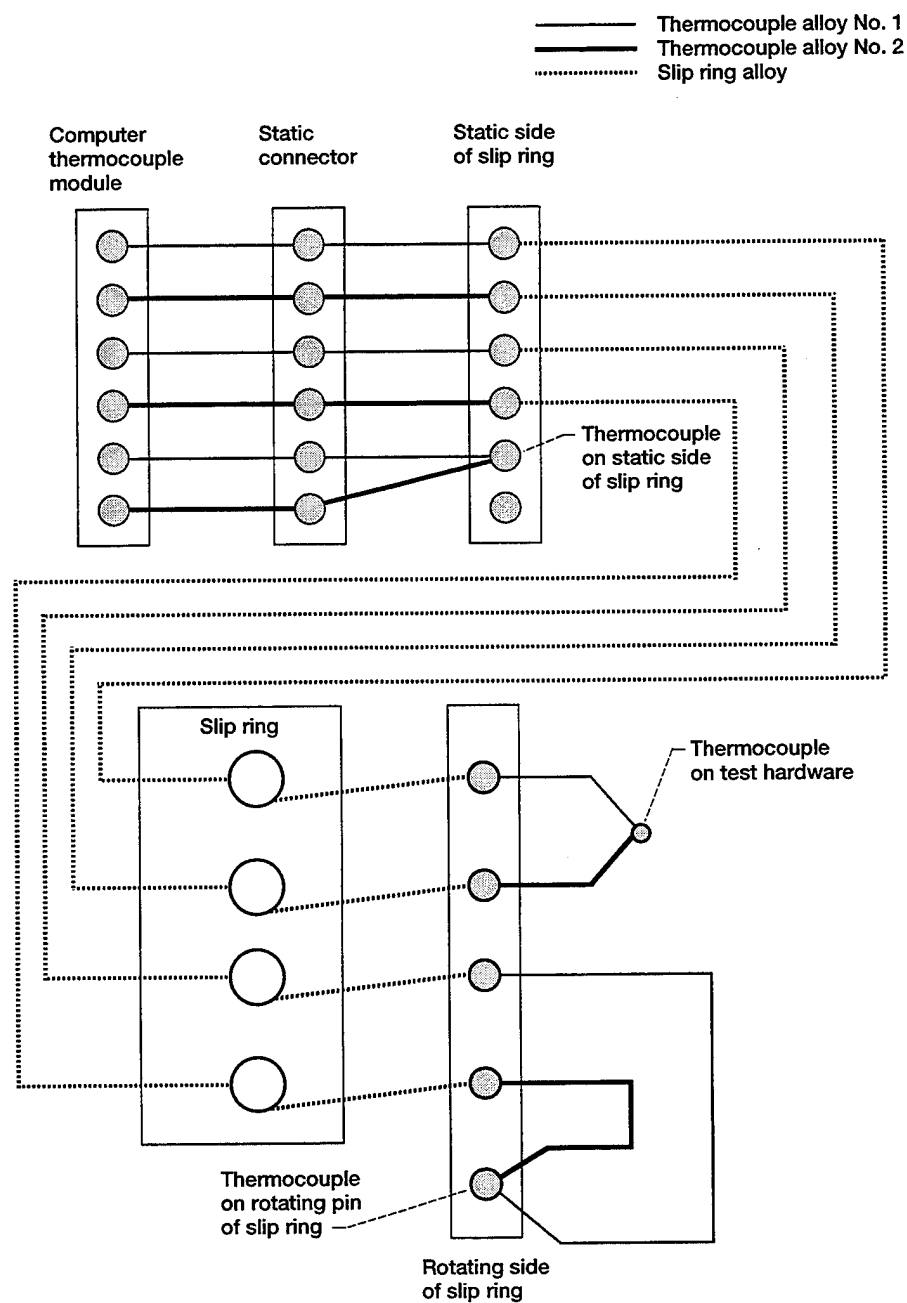 Thermocouple alloy No. 1
Thermocouple alloy No. 2
Slip ring alloy
Computer
thermocouple
module
Static
connector
Static side
of slip ring
Thermocouple
on static side
of slip ring
Slip ring
Thermocouple
on test hardware
Thermocouple
on rotating pin
of slip ring
Rotating side
of slip ring